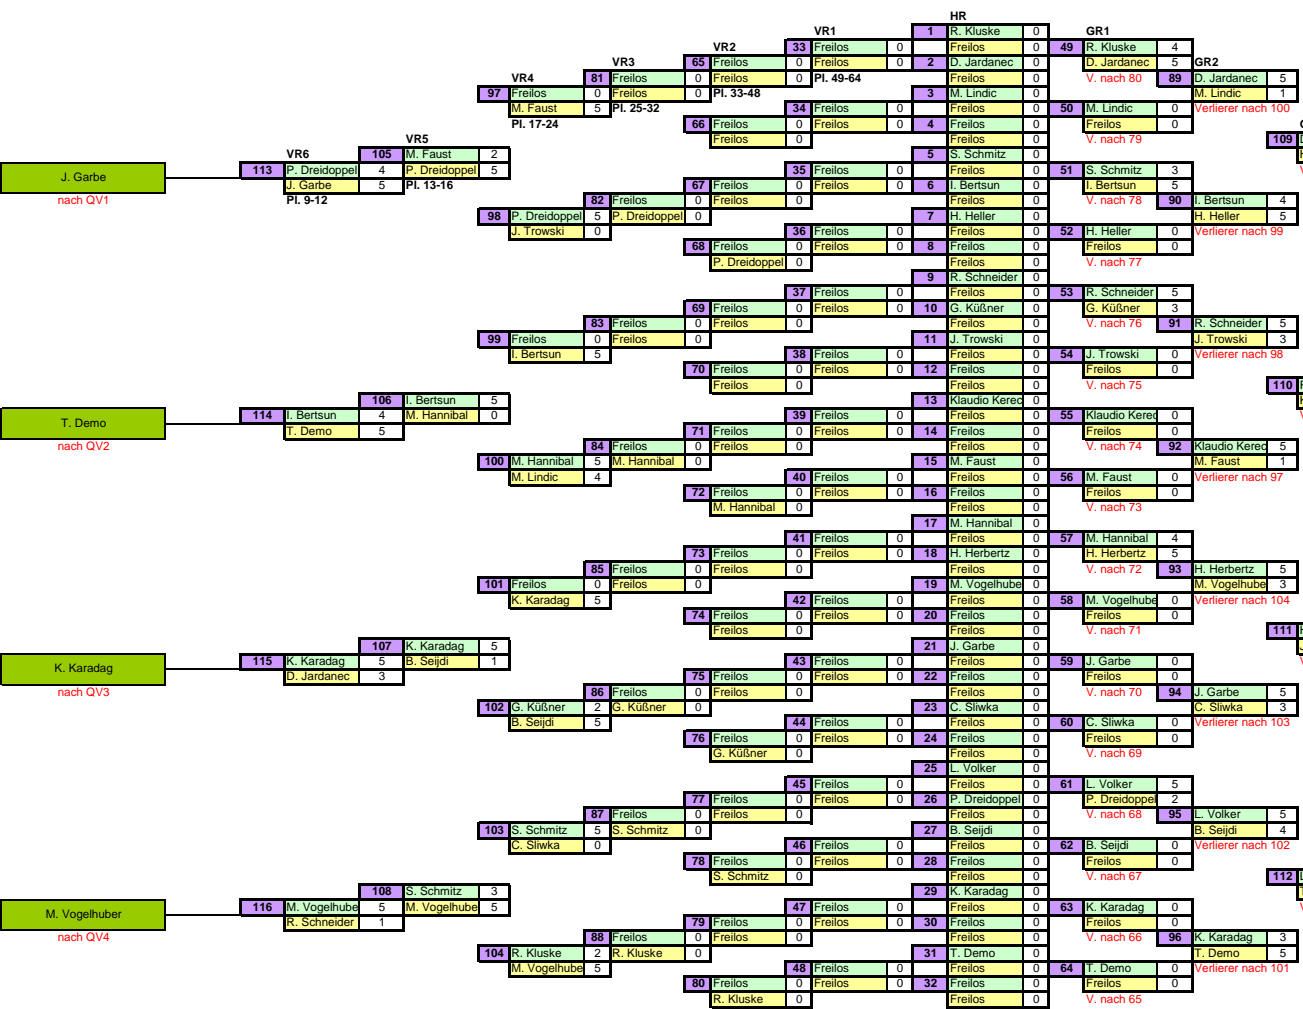 HR
VR1 1 R. Kluske 0 GR1
VR2 33 Freilos 0 Freilos 0 49 R. Kluske 4
VR3 65 Freilos 0 Freilos 0 2 D. Jardanec 0 D. Jardanec 5 GR2
VR4 81 Freilos 0 Freilos 0 Pl. 49-64 Freilos 0 V. nach 80 89 D. Jardanec 5
97 Freilos 0 Freilos 0 Pl. 33-48 3 M. Lindic 0 M. Lindic 1
M. Faust 5 Pl. 25-32 34 Freilos 0 Freilos 0 50 M. Lindic 0 Verlierer nach 100
Pl. 17-24 66 Freilos 0 Freilos 0 4 Freilos 0 Freilos 0
VR5 Freilos 0 Freilos 0 V. nach 79 109
VR6 105 M. Faust 2 5 S. Schmitz 0
J. Garbe 113 P. Dreidoppel 4 P. Dreidoppel 5 35 Freilos 0 Freilos 0 51 S. Schmitz 3
J. Garbe 5 Pl. 13-16 67 Freilos 0 Freilos 0 6 I. Bertsun 0 I. Bertsun 5
nach QV1 Pl. 9-12 82 Freilos 0 Freilos 0 Freilos 0 V. nach 78 90 I. Bertsun 4
98 P. Dreidoppel 5 P. Dreidoppel 0 7 H. Heller 0 H. Heller 5
J. Trowski 0 36 Freilos 0 Freilos 0 52 H. Heller 0 Verlierer nach 99
68 Freilos 0 Freilos 0 8 Freilos 0 Freilos 0
P. Dreidoppel 0 Freilos 0 V. nach 77
9 R. Schneider 0
37 Freilos 0 Freilos 0 53 R. Schneider 5
69 Freilos 0 Freilos 0 10 G. Küßner 0 G. Küßner 3
83 Freilos 0 Freilos 0 Freilos 0 V. nach 76 91 R. Schneider 5
99 Freilos 0 Freilos 0 11 J. Trowski 0 J. Trowski 3
I. Bertsun 5 38 Freilos 0 Freilos 0 54 J. Trowski 0 Verlierer nach 98
70 Freilos 0 Freilos 0 12 Freilos 0 Freilos 0
Freilos 0 Freilos 0 V. nach 75 110
106 I. Bertsun 5 13 Klaudio Kerec 0
T. Demo 114 I. Bertsun 4 M. Hannibal 0 39 Freilos 0 Freilos 0 55 Klaudio Kerec 0
T. Demo 5 71 Freilos 0 Freilos 0 14 Freilos 0 Freilos 0
nach QV2 84 Freilos 0 Freilos 0 Freilos 0 V. nach 74 92 Klaudio Kerec 5
100 M. Hannibal 5 M. Hannibal 0 15 M. Faust 0 M. Faust 1
M. Lindic 4 40 Freilos 0 Freilos 0 56 M. Faust 0 Verlierer nach 97
72 Freilos 0 Freilos 0 16 Freilos 0 Freilos 0
M. Hannibal 0 Freilos 0 V. nach 73
17 M. Hannibal 0
41 Freilos 0 Freilos 0 57 M. Hannibal 4
73 Freilos 0 Freilos 0 18 H. Herbertz 0 H. Herbertz 5
85 Freilos 0 Freilos 0 Freilos 0 V. nach 72 93 H. Herbertz 5
101 Freilos 0 Freilos 0 19 M. Vogelhube 0 M. Vogelhube 3
K. Karadag 5 42 Freilos 0 Freilos 0 58 M. Vogelhube 0 Verlierer nach 104
74 Freilos 0 Freilos 0 20 Freilos 0 Freilos 0
Freilos 0 Freilos 0 V. nach 71 111
107 K. Karadag 5 21 J. Garbe 0
K. Karadag 115 K. Karadag 5 B. Seijdi 1 43 Freilos 0 Freilos 0 59 J. Garbe 0
D. Jardanec 3 75 Freilos 0 Freilos 0 22 Freilos 0 Freilos 0
nach QV3 86 Freilos 0 Freilos 0 Freilos 0 V. nach 70 94 J. Garbe 5
102 G. Küßner 2 G. Küßner 0 23 C. Sliwka 0 C. Sliwka 3
B. Seijdi 5 44 Freilos 0 Freilos 0 60 C. Sliwka 0 Verlierer nach 103
76 Freilos 0 Freilos 0 24 Freilos 0 Freilos 0
G. Küßner 0 Freilos 0 V. nach 69
25 L. Volker 0
45 Freilos 0 Freilos 0 61 L. Volker 5
77 Freilos 0 Freilos 0 26 P. Dreidoppel 0 P. Dreidoppel 2
87 Freilos 0 Freilos 0 Freilos 0 V. nach 68 95 L. Volker 5
103 S. Schmitz 5 S. Schmitz 0 27 B. Seijdi 0 B. Seijdi 4
C. Sliwka 0 46 Freilos 0 Freilos 0 62 B. Seijdi 0 Verlierer nach 102
78 Freilos 0 Freilos 0 28 Freilos 0 Freilos 0
S. Schmitz 0 Freilos 0 V. nach 67 112
108 S. Schmitz 3 29 K. Karadag 0
M. Vogelhuber 116 M. Vogelhube 5 M. Vogelhube 5 47 Freilos 0 Freilos 0 63 K. Karadag 0
R. Schneider 1 79 Freilos 0 Freilos 0 30 Freilos 0 Freilos 0
nach QV4 88 Freilos 0 Freilos 0 Freilos 0 V. nach 66 96 K. Karadag 3
104 R. Kluske 2 R. Kluske 0 31 T. Demo 0 T. Demo 5
M. Vogelhube 5 48 Freilos 0 Freilos 0 64 T. Demo 0 Verlierer nach 101
80 Freilos 0 Freilos 0 32 Freilos 0 Freilos 0
R. Kluske 0 Freilos 0 V. nach 65